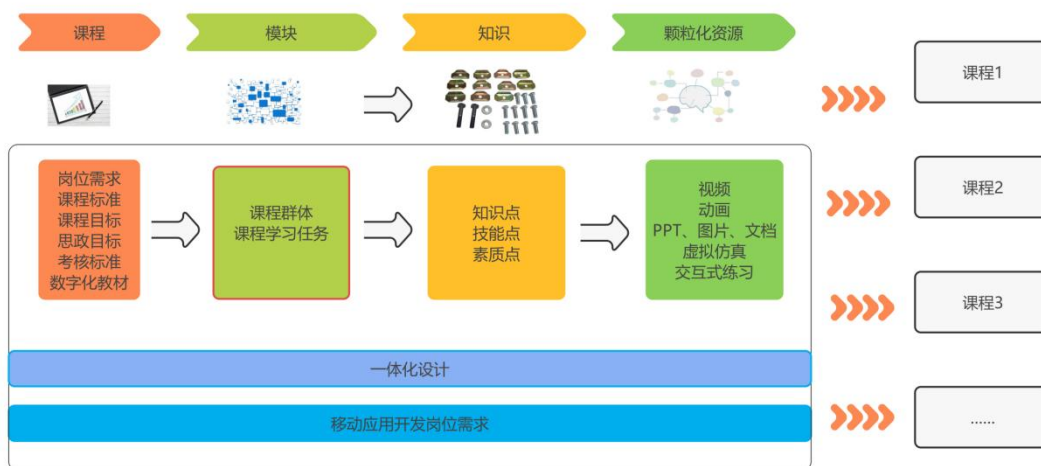 课程
模块
知识
颗粒化资源
课程1
岗位需求
课程标准
课程目标
思政目标
考核标准
数字化教材
课程群体
课程学习任务
知识点
技能点
素质点
视频
动画
PPT、图片、文档
虚拟仿真
交互式练习
课程2
课程3
一体化设计
移动应用开发岗位需求
......